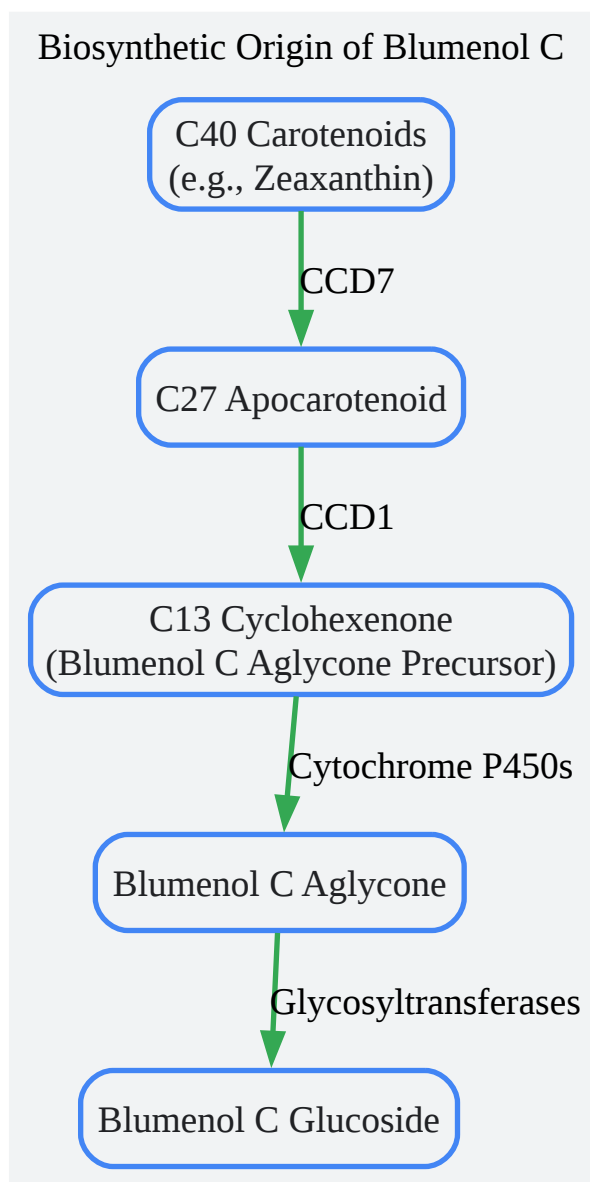 Biosynthetic Origin of Blumenol C
C40 Carotenoids
(e.g., Zeaxanthin)
CCD7
C27 Apocarotenoid
CCD1
C13 Cyclohexenone
(Blumenol C Aglycone Precursor)
Cytochrome P450s
Blumenol C Aglycone
Glycosyltransferases
Blumenol C Glucoside